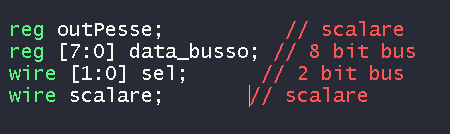 reg outPesse; // scalare
reg [7:0] data_busso; // 8 bit bus
wire [1:0] sel; // 2 bit bus
wire scalare; // scalare